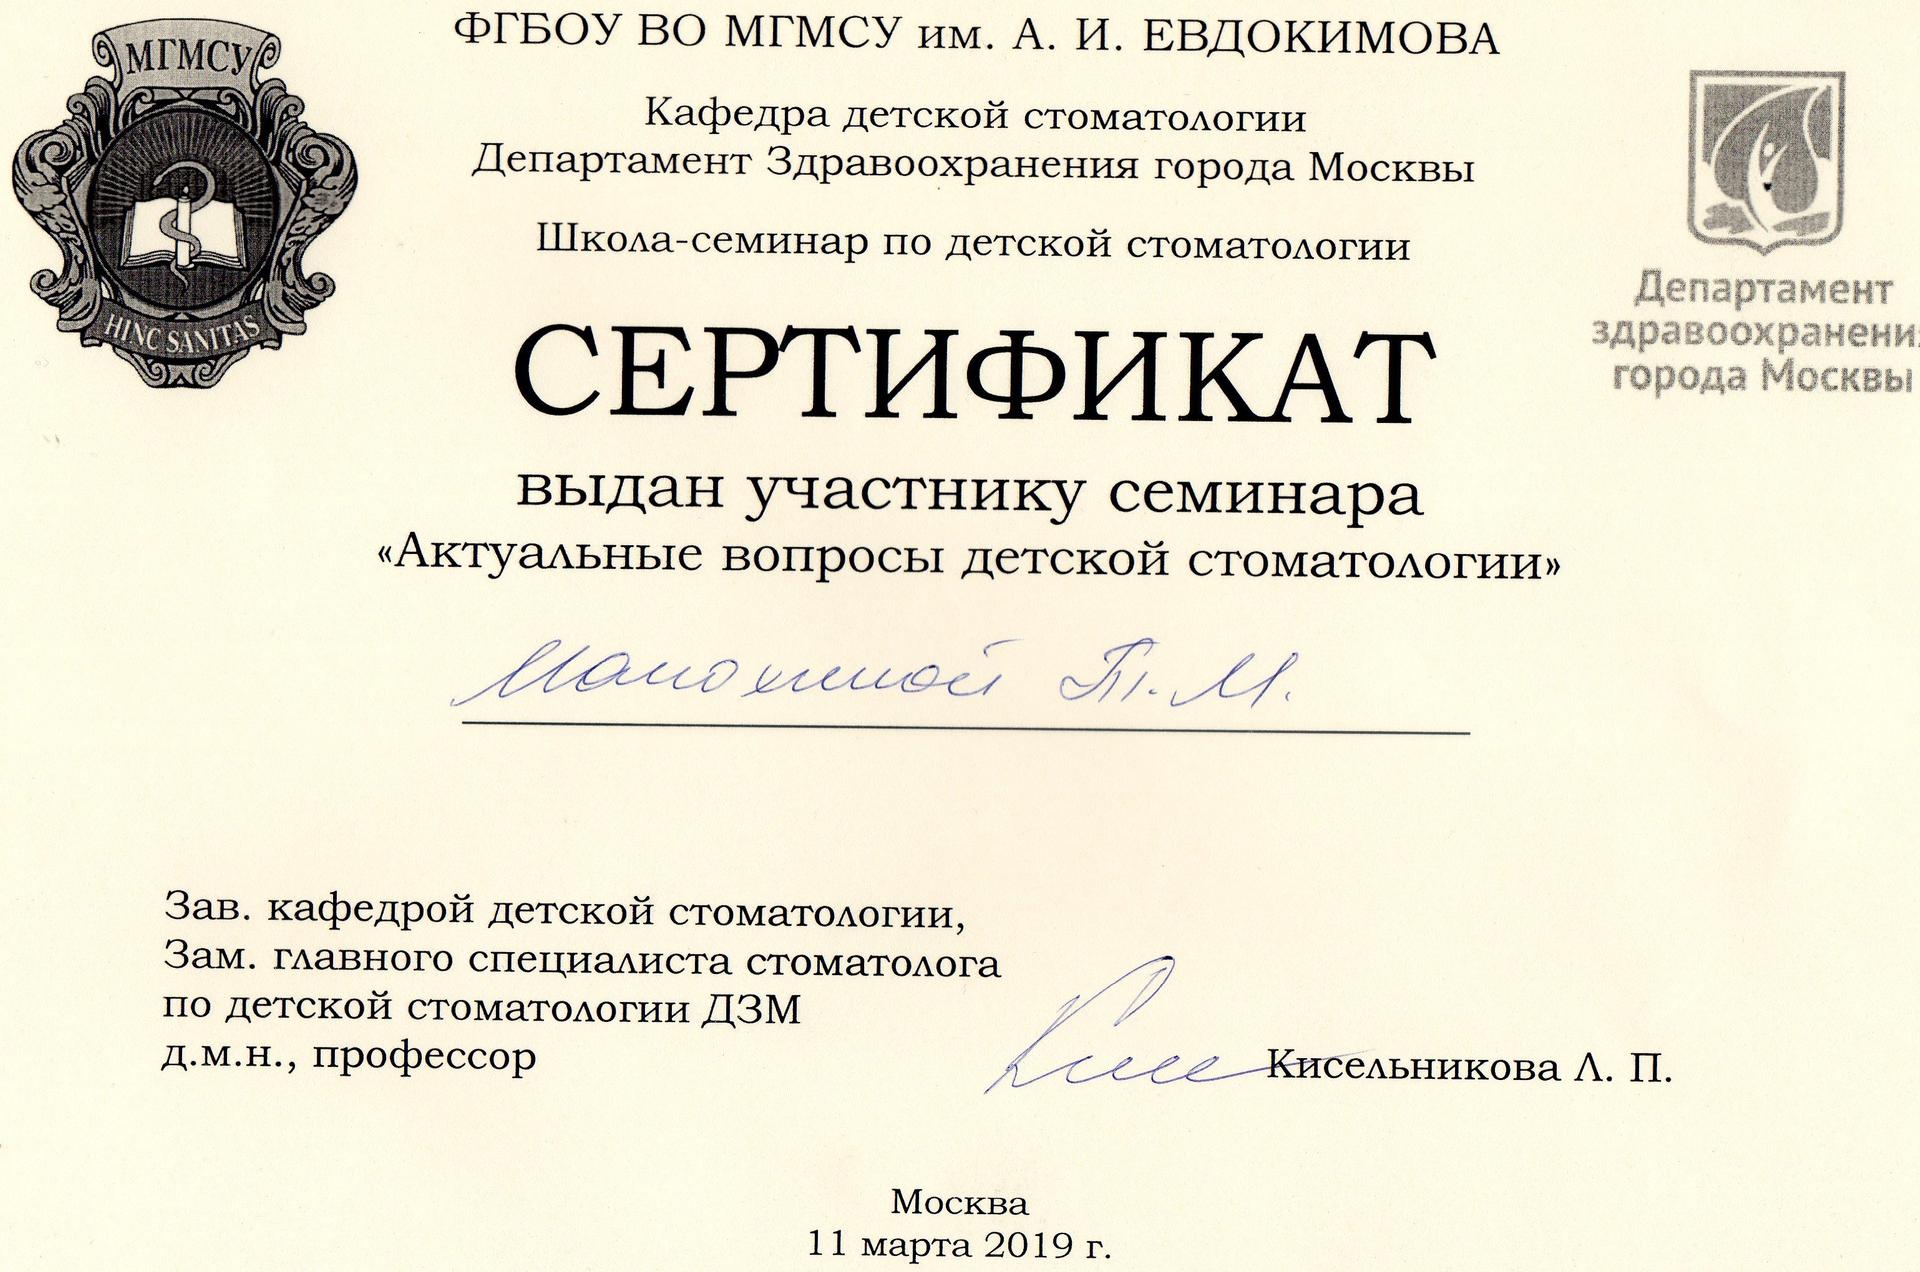 МГМСУ
HINC SANITAS
ФГБОУ ВО МГМСУ им. А. И. ЕВДОКИМОВА
Кафедра детской стоматологии
Департамент Здравоохранения города Москвы
Школа-семинар по детской стоматологии
Департамент
здравоохранения
города Москвы
СЕРТИФИКАТ
выдан участнику семинара
«Актуальные вопросы детской стоматологии»
Т. М.
Зав. кафедрой детской стоматологии,
Зам. главного специалиста стоматолога
по детской стоматологии ДЗМ
д.м.н., профессор
Кисельникова Л. П.
Москва
11 марта 2019 г.